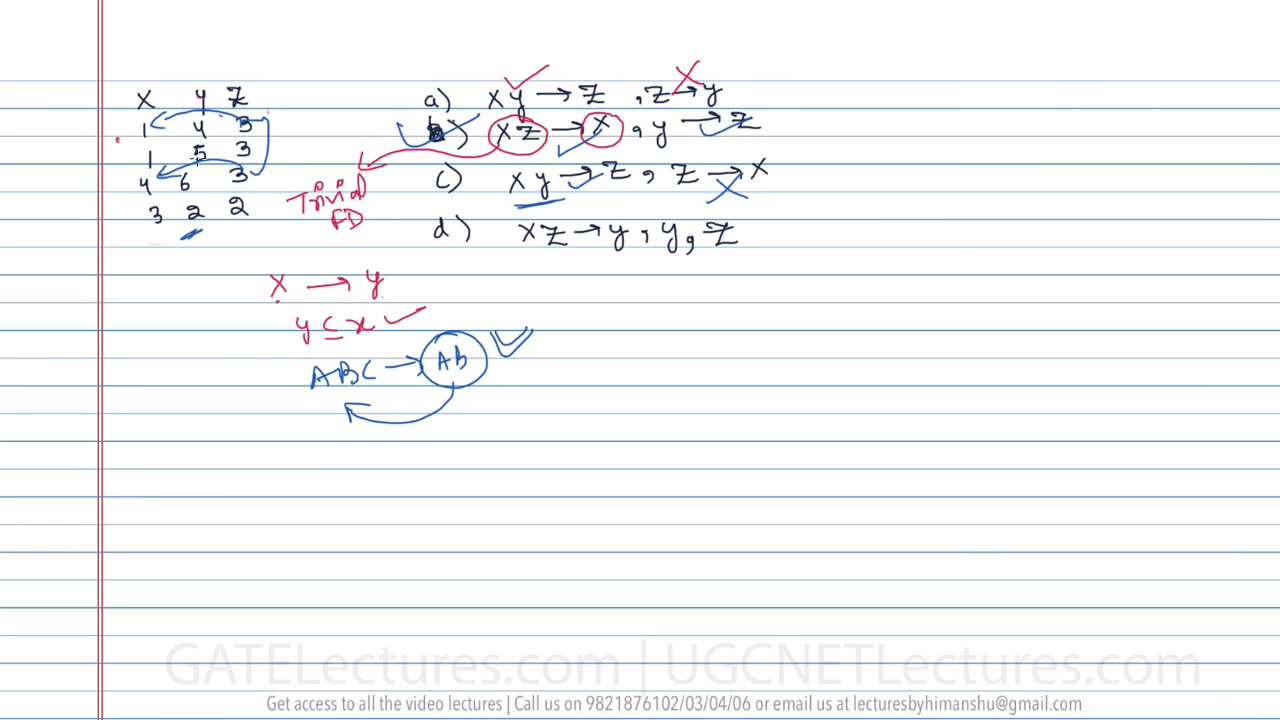 X Y Z
1 4 3
1 5 3
4 6 3
3 2 2
a) XY → Z , Z → Y
b) XZ → X , Y → Z
c) XY → Z , Z → X
d) XZ → Y , Y , Z
Trivial
FD
X → Y
Y ⊆ X
ABC → AB
GATELectures.com | UGCNETLectures.com
Get access to all the video lectures | Call us on 9821876102/03/04/06 or email us at lecturesbyhimanshu@gmail.com